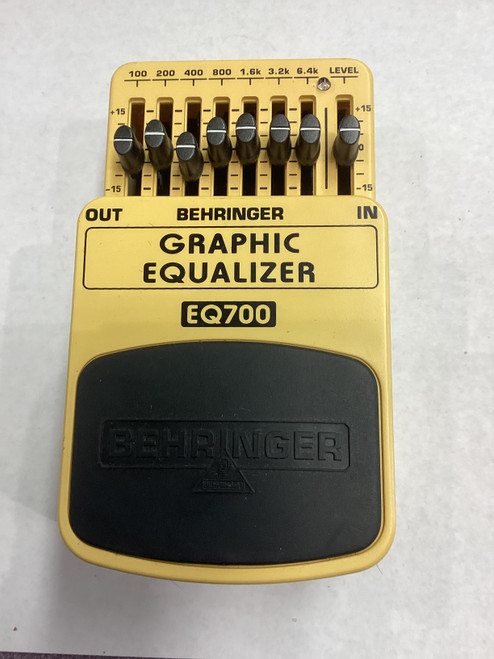 100 200 400 800 1.6k 3.2k 6.4k LEVEL
+15 +15
0
-15 -15
OUT BEHRINGER IN
GRAPHIC
EQUALIZER
EQ700
BEHRINGER